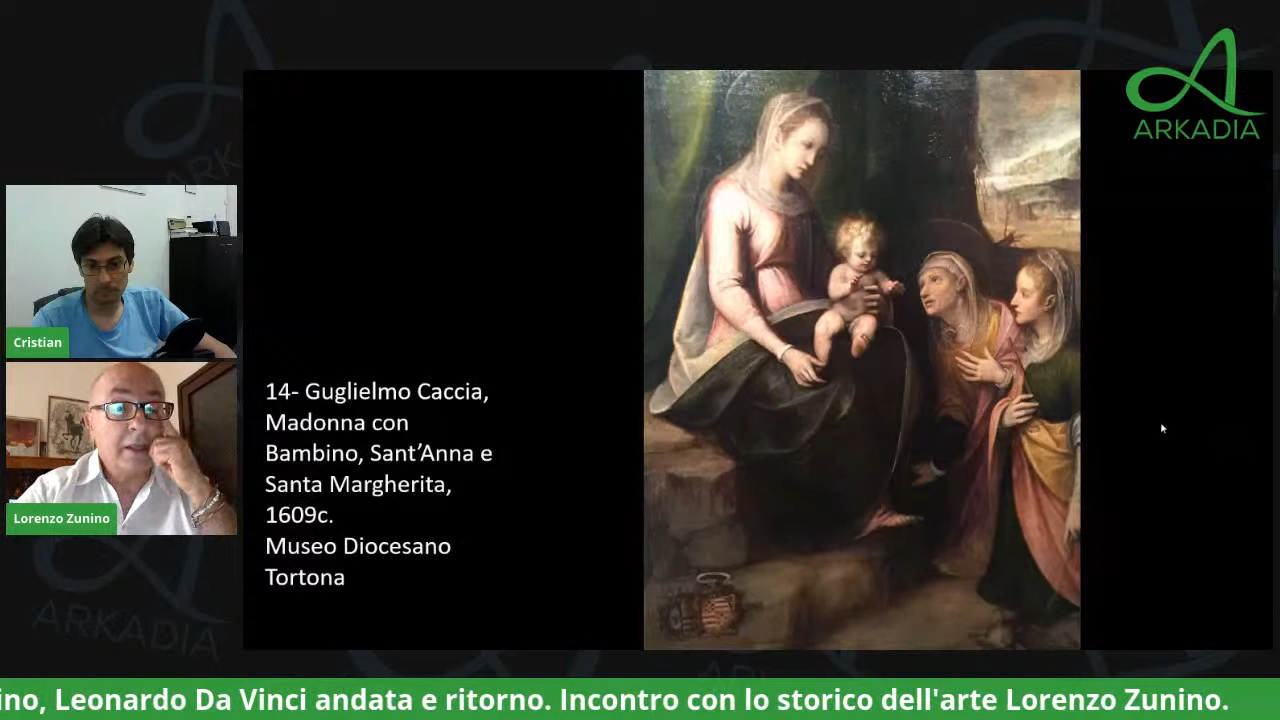 ARKADIA
Cristian
Lorenzo Zunino
14- Guglielmo Caccia,
Madonna con
Bambino, Sant’Anna e
Santa Margherita,
1609c.
Museo Diocesano
Tortona
ARKADIA
ino, Leonardo Da Vinci andata e ritorno. Incontro con lo storico dell'arte Lorenzo Zunino.